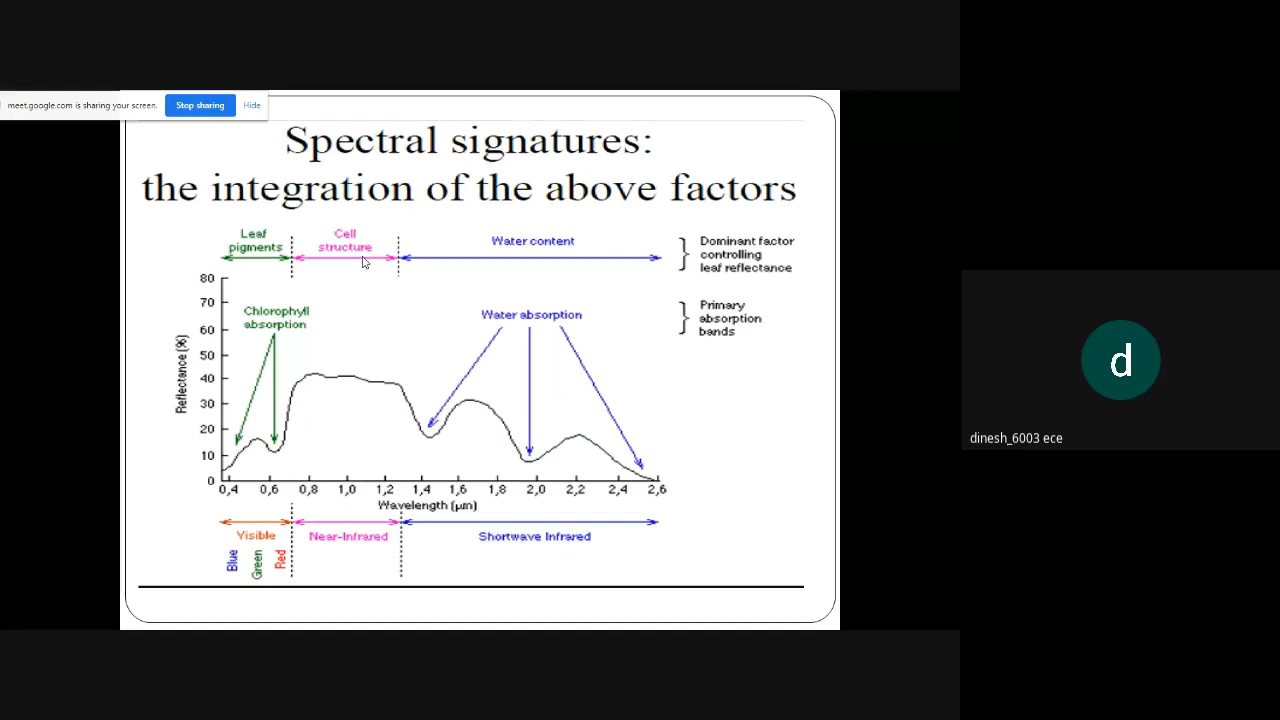 meet.google.com is sharing your screen.
Stop sharing
Hide
Spectral signatures:
the integration of the above factors
Leaf
pigments
Cell
structure
Water content
Dominant factor
controlling
leaf reflectance
Chlorophyll
absorption
Water absorption
Primary
absorption
bands
Reflectance (%)
80
70
60
50
40
30
20
10
0
0,4 0,6 0,8 1,0 1,2 1,4 1,6 1,8 2,0 2,2 2,4 2,6
Wavelength (µm)
Visible
Near-Infrared
Shortwave Infrared
Blue
Green
Red
d
dinesh_6003 ece